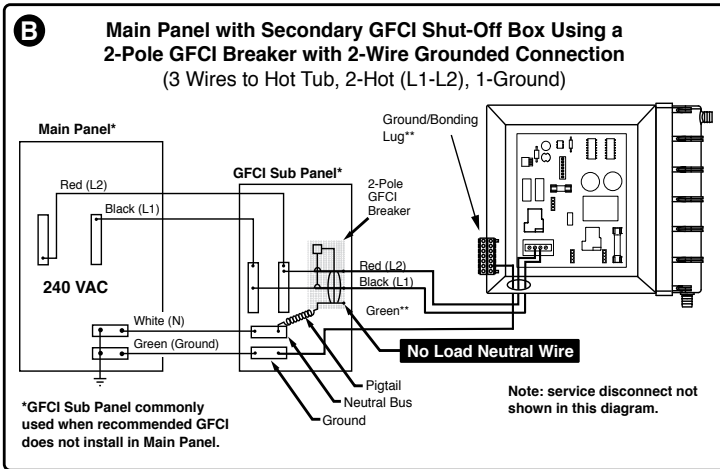 B
Main Panel with Secondary GFCI Shut-Off Box Using a
2-Pole GFCI Breaker with 2-Wire Grounded Connection
(3 Wires to Hot Tub, 2-Hot (L1-L2), 1-Ground)
Ground/Bonding
Lug**
Main Panel*
GFCI Sub Panel*
2-Pole
GFCI
Breaker
Red (L2)
Black (L1)
240 VAC
Red (L2)
Black (L1)
Green**
White (N)
Green (Ground)
No Load Neutral Wire
Pigtail
Neutral Bus
Ground
*GFCI Sub Panel commonly
used when recommended GFCI
does not install in Main Panel.
Note: service disconnect not
shown in this diagram.